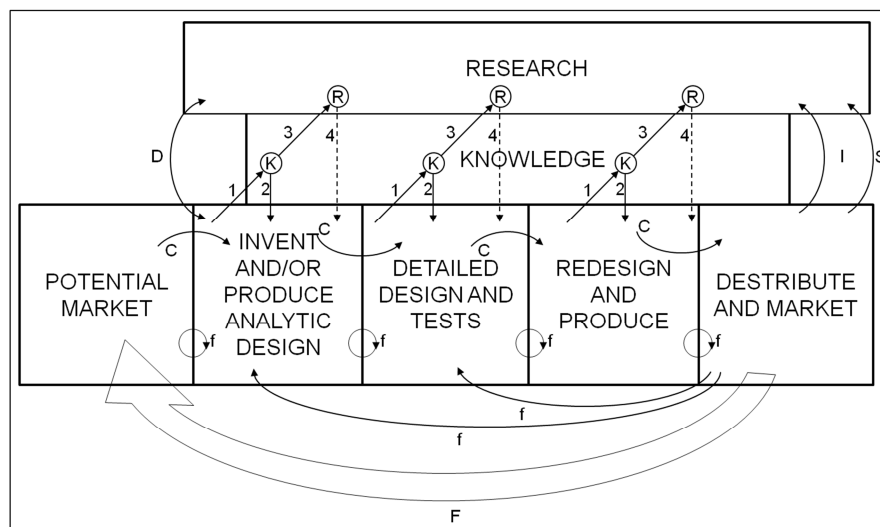 RESEARCH
R
R
R
3
4
3
4
3
4
D
I
S
K
K
KNOWLEDGE
K
1
2
1
2
1
2
C
C
C
C
POTENTIAL
MARKET
INVENT
AND/OR
PRODUCE
ANALYTIC
DESIGN
DETAILED
DESIGN AND
TESTS
REDESIGN
AND
PRODUCE
DESTRIBUTE
AND MARKET
f
f
f
f
f
f
F